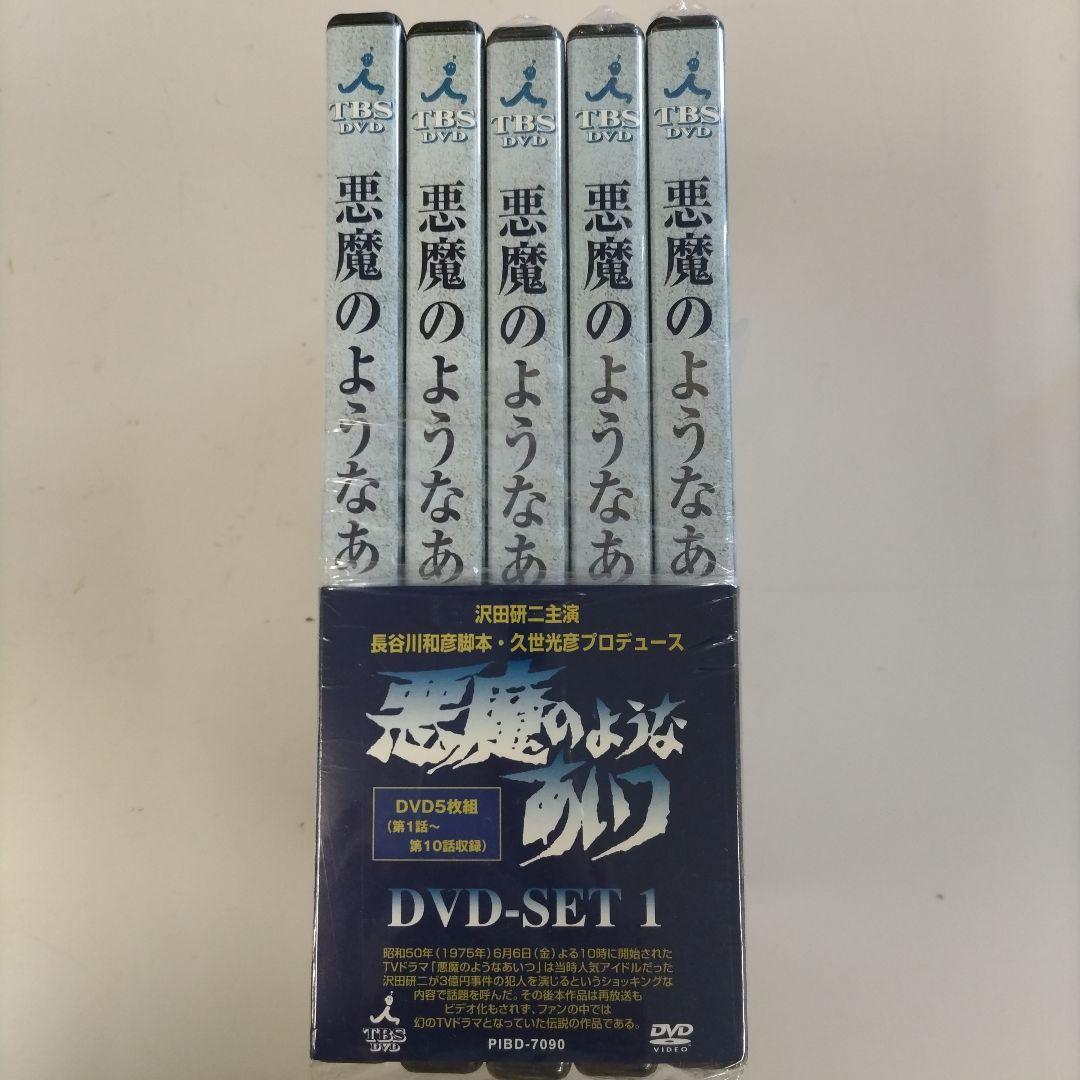 TBS
DVD
悪魔のようなあ
TBS
DVD
悪魔のようなあ
TBS
DVD
悪魔のようなあ
TBS
DVD
悪魔のようなあ
TBS
DVD
悪魔のようなあ
沢田研二主演
長谷川和彦脚本・久世光彦プロデュース
悪魔のような
あいつ
DVD5枚組
(第1話~
第10話収録)
DVD-SET 1
昭和50年(1975年)6月6日(金)よる10時に開始された
TVドラマ「悪魔のようなあいつ」は当時人気アイドルだった
沢田研二が3億円事件の犯人を演じるというショッキングな
内容で話題を呼んだ。その後本作品は再放送も
ビデオ化もされず、ファンの中では
幻のTVドラマとなっていた伝説の作品である。
TBS
DVD
PIBD-7090
DVD
VIDEO